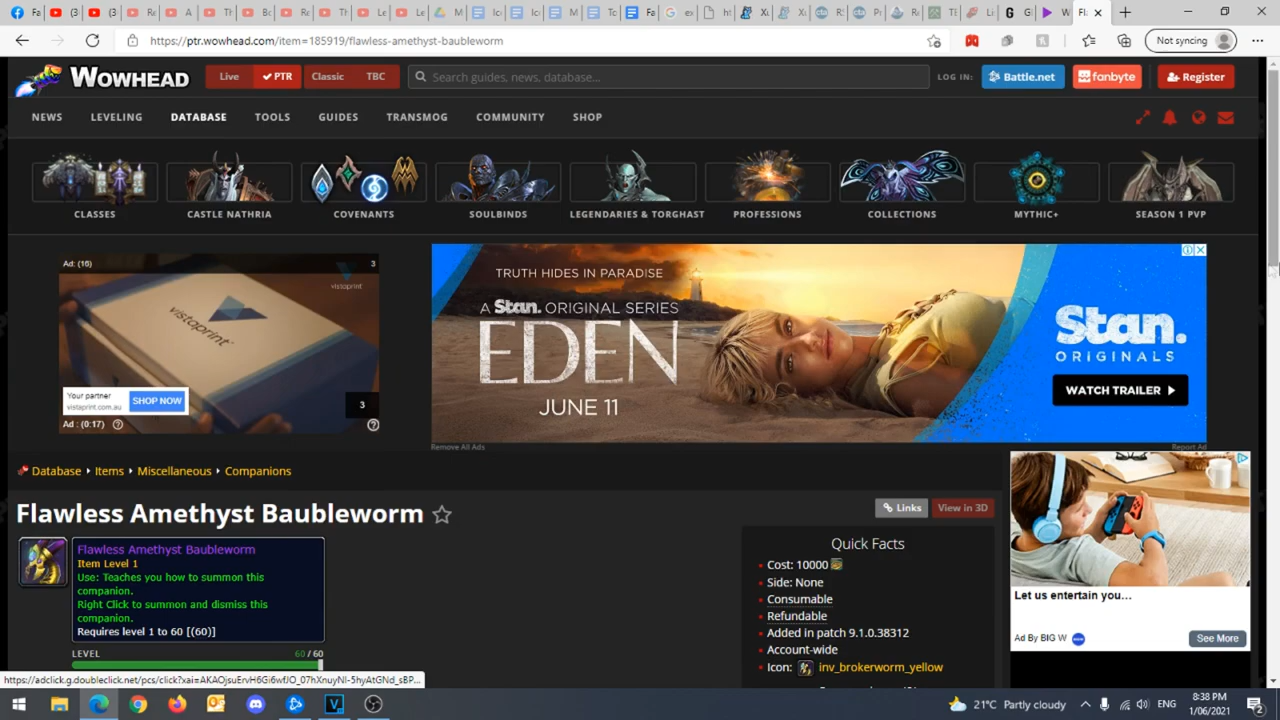 Fa
https://ptr.wowhead.com/item=185919/flawless-amethyst-baubleworm
Not syncing
WOWHEAD
Live
PTR
Classic
TBC
Search guides, news, database...
LOG IN:
Battle.net
fanbyte
Register
NEWS
LEVELING
DATABASE
TOOLS
GUIDES
TRANSMOG
COMMUNITY
SHOP
CLASSES
CASTLE NATHRIA
COVENANTS
SOULBINDS
LEGENDARIES & TORGHAST
PROFESSIONS
COLLECTIONS
MYTHIC+
SEASON 1 PVP
Ad: (16)
3
vistaprint
vistaprint.
Your partner
vistaprint.com.au
SHOP NOW
3
Ad : (0:17)
TRUTH HIDES IN PARADISE
A Stan. ORIGINAL SERIES
EDEN
JUNE 11
Stan.
ORIGINALS
WATCH TRAILER
Remove All Ads
Report Ad
Database
Items
Miscellaneous
Companions
Flawless Amethyst Baubleworm
Links
View in 3D
Flawless Amethyst Baubleworm
Item Level 1
Use: Teaches you how to summon this
companion.
Right Click to summon and dismiss this
companion.
Requires level 1 to 60 [(60)]
LEVEL
60 / 60
Quick Facts
Cost: 10000
Side: None
Consumable
Refundable
Added in patch 9.1.0.38312
Account-wide
Icon: inv_brokerworm_yellow
Let us entertain you...
Ad By BIG W
See More
21°C Partly cloudy
ENG
8:38 PM
1/06/2021
2